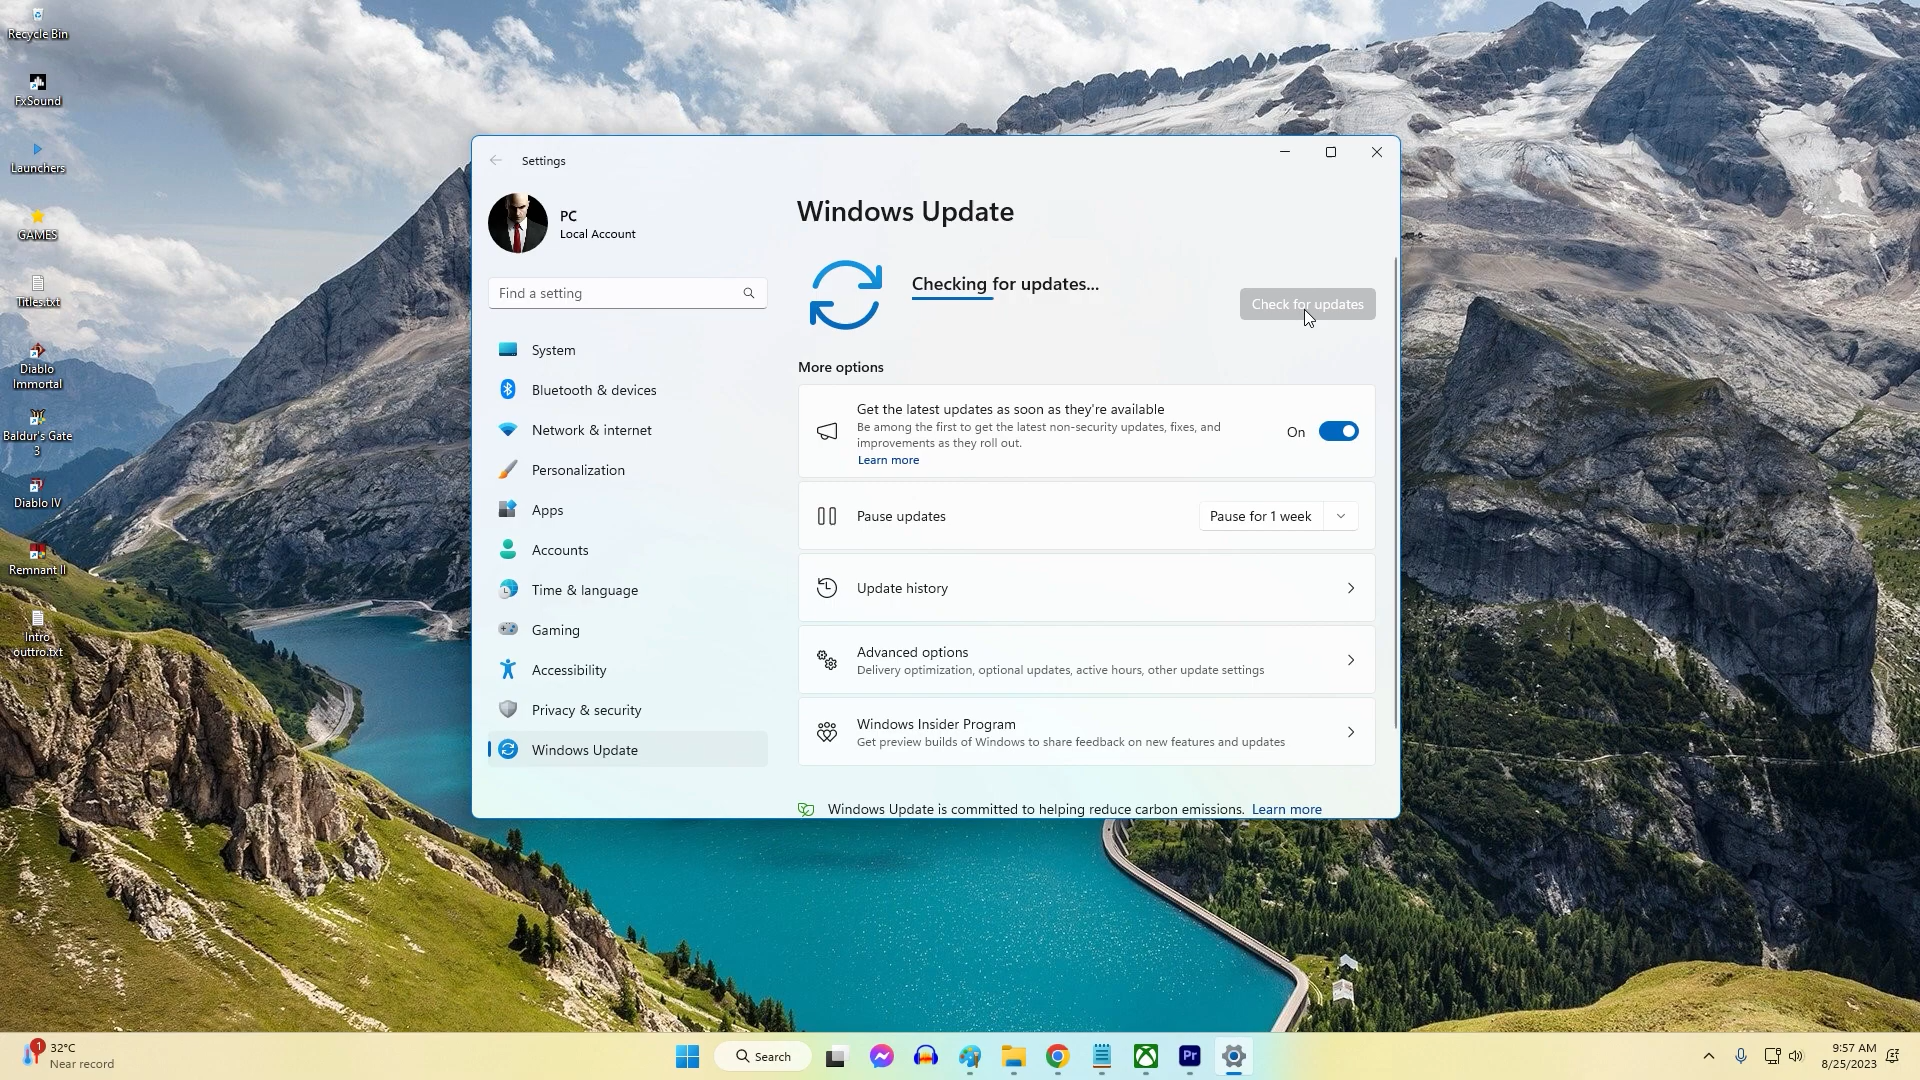 Recycle Bin
FxSound
Launchers
GAMES
Titles.txt
Diablo
Immortal
Baldur's Gate
3
Diablo IV
Remnant II
Intro
outtro.txt
Settings
PC
Local Account
Find a setting
System
Bluetooth & devices
Network & internet
Personalization
Apps
Accounts
Time & language
Gaming
Accessibility
Privacy & security
Windows Update
Windows Update
Checking for updates...
Check for updates
More options
Get the latest updates as soon as they're available
Be among the first to get the latest non-security updates, fixes, and
improvements as they roll out.
Learn more
On
Pause updates
Pause for 1 week
Update history
Advanced options
Delivery optimization, optional updates, active hours, other update settings
Windows Insider Program
Get preview builds of Windows to share feedback on new features and updates
Windows Update is committed to helping reduce carbon emissions. Learn more
1
32°C
Near record
Search
Pr
9:57 AM
8/25/2023